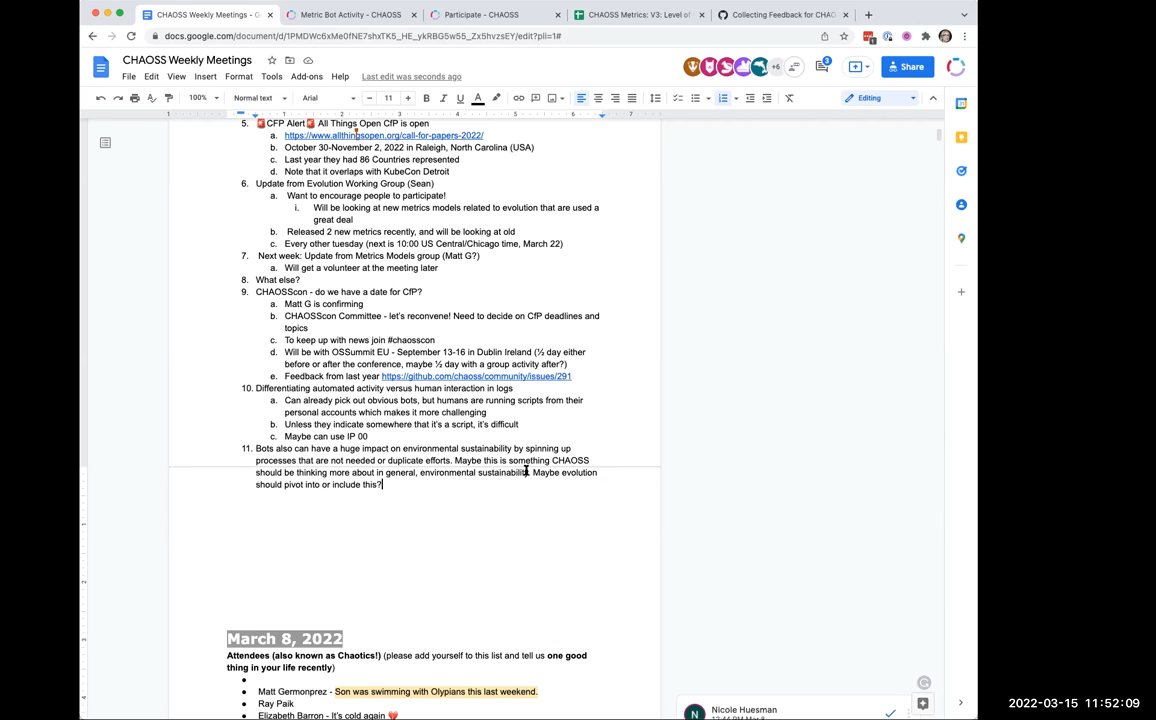 CHAOSS Weekly Meetings - G
Metric Bot Activity - CHAOSS
Participate - CHAOSS
CHAOSS Metrics: V3: Level of
Collecting Feedback for CHAO
docs.google.com/document/d/1PMDWc6xMe0fNE7shxTK5_HE_ykRBG5w55_Zx5hvzsEY/edit?pli=1#
CHAOSS Weekly Meetings
+6
3
Share
File Edit View Insert Format Tools Add-ons Help Last edit was seconds ago
100% Normal text Arial 11 B I U A Editing
5. 🚨CFP Alert🚨 All Things Open CfP is open
a. https://www.allthingsopen.org/call-for-papers-2022/
b. October 30-November 2, 2022 in Raleigh, North Carolina (USA)
c. Last year they had 86 Countries represented
d. Note that it overlaps with KubeCon Detroit
6. Update from Evolution Working Group (Sean)
a. Want to encourage people to participate!
i. Will be looking at new metrics models related to evolution that are used a
great deal
b. Released 2 new metrics recently, and will be looking at old
c. Every other tuesday (next is 10:00 US Central/Chicago time, March 22)
7. Next week: Update from Metrics Models group (Matt G?)
a. Will get a volunteer at the meeting later
8. What else?
9. CHAOSScon - do we have a date for CfP?
a. Matt G is confirming
b. CHAOSScon Committee - let's reconvene! Need to decide on CfP deadlines and
topics
c. To keep up with news join #chaosscon
d. Will be with OSSummit EU - September 13-16 in Dublin Ireland (½ day either
before or after the conference, maybe ½ day with a group activity after?)
e. Feedback from last year https://github.com/chaoss/community/issues/291
10. Differentiating automated activity versus human interaction in logs
a. Can already pick out obvious bots, but humans are running scripts from their
personal accounts which makes it more challenging
b. Unless they indicate somewhere that it's a script, it's difficult
c. Maybe can use IP 00
11. Bots also can have a huge impact on environmental sustainability by spinning up
processes that are not needed or duplicate efforts. Maybe this is something CHAOSS
should be thinking more about in general, environmental sustainability. Maybe evolution
should pivot into or include this?
March 8, 2022
Attendees (also known as Chaotics!) (please add yourself to this list and tell us one good
thing in your life recently)
Matt Germonprez - Son was swimming with Olypians this last weekend.
Ray Paik
Elizabeth Barron - It's cold again 💔
N Nicole Huesman
12:44 PM Mar 8
2022-03-15 11:52:09